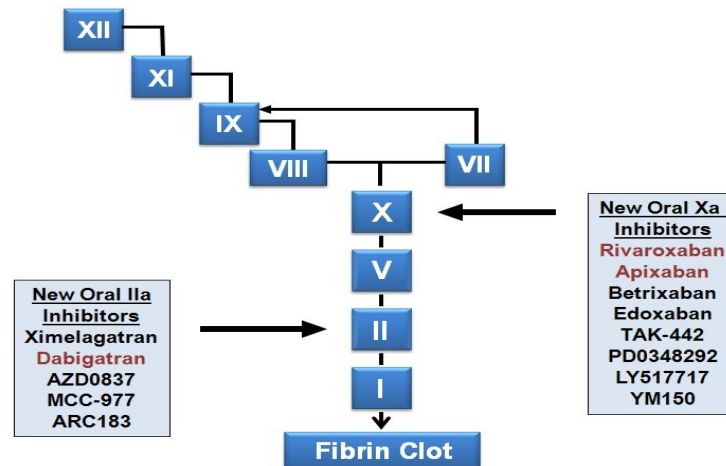 XII
XI
IX
VIII
VII
X
V
II
I
Fibrin Clot
New Oral Xa
Inhibitors
Rivaroxaban
Apixaban
Betrixaban
Edoxaban
TAK-442
PD0348292
LY517717
YM150
New Oral IIa
Inhibitors
Ximelagatran
Dabigatran
AZD0837
MCC-977
ARC183